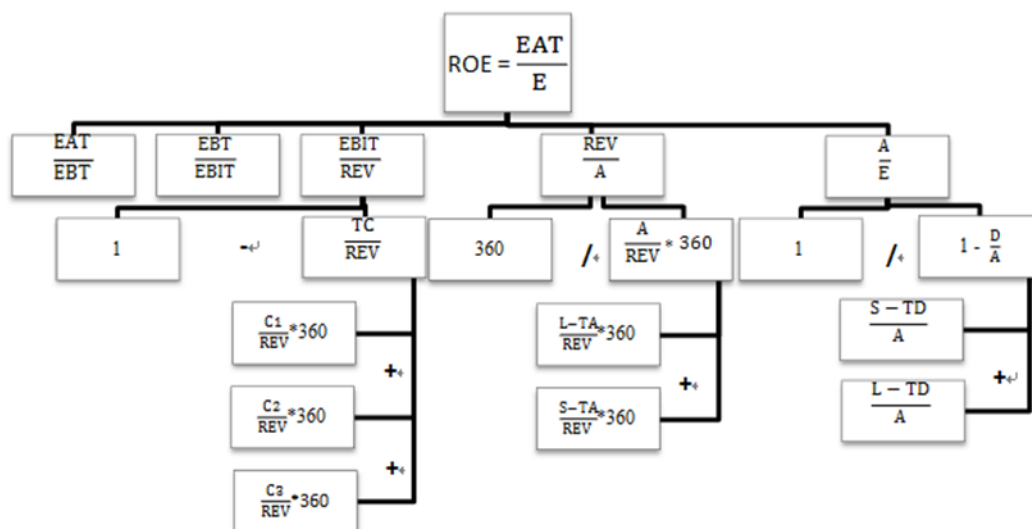 ROE = EAT/E
EAT/EBT
EBT/EBIT
EBIT/REV
REV/A
A/E
1
-↵
TC/REV
360
/
A/REV * 360
1
/
1 - D/A
C1/REV*360
+
C2/REV*360
+
C3/REV*360
L-TA/REV*360
+
S-TA/REV*360
S – TD/A
+↵
L – TD/A